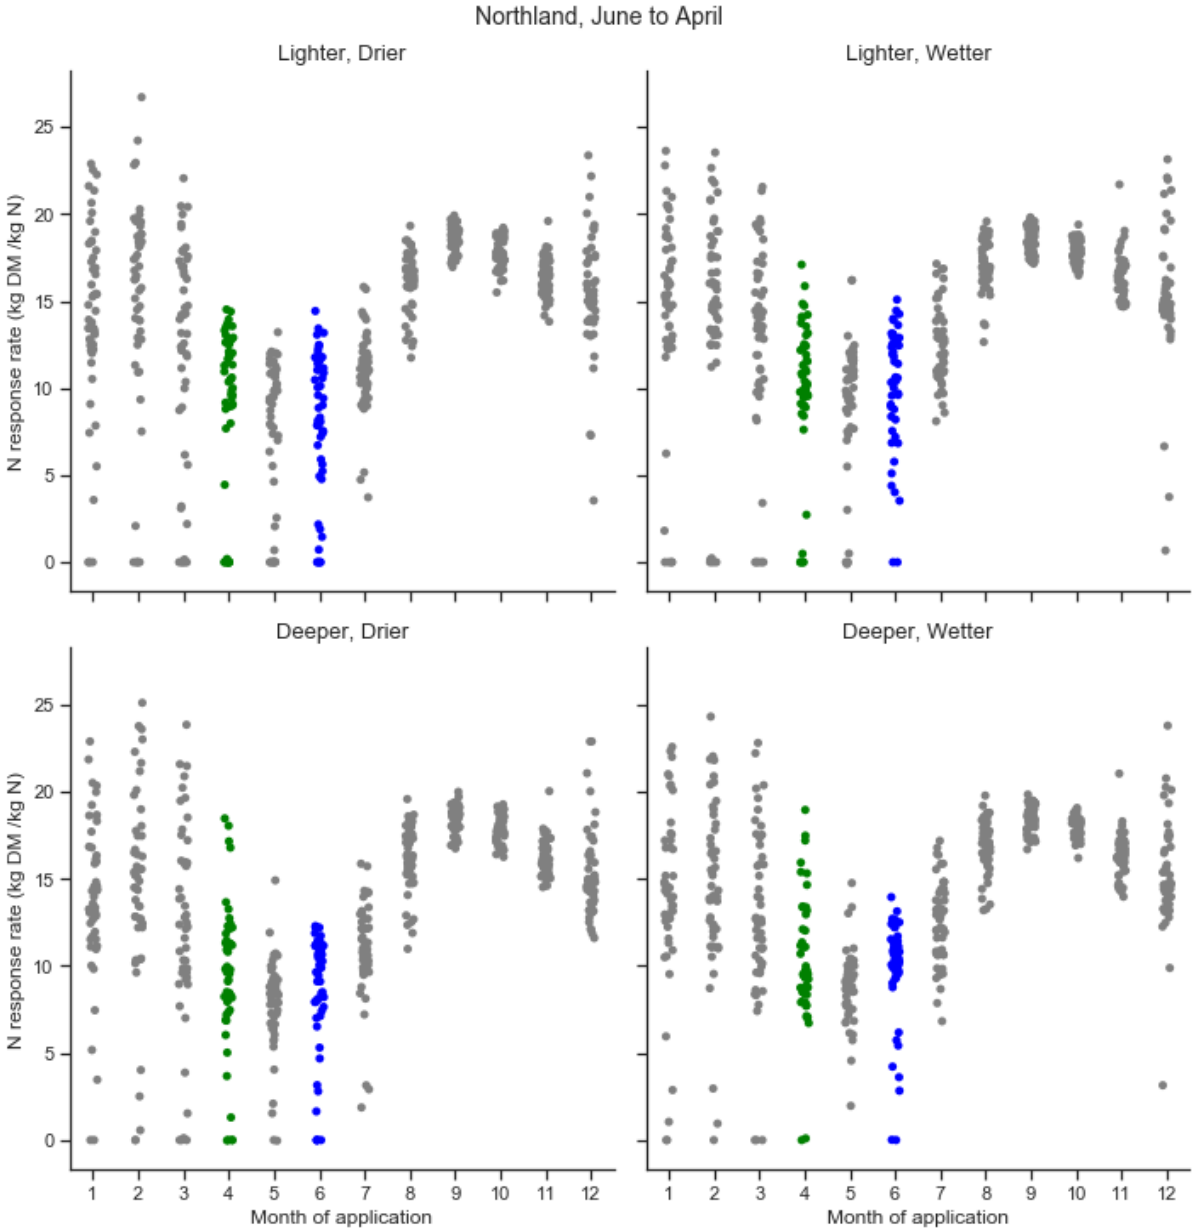 Northland, June to April
Lighter, Drier
Lighter, Wetter
N response rate (kg DM /kg N)
25
20
15
10
5
0
Deeper, Drier
Deeper, Wetter
N response rate (kg DM /kg N)
25
20
15
10
5
0
1 2 3 4 5 6 7 8 9 10 11 12
1 2 3 4 5 6 7 8 9 10 11 12
Month of application
Month of application